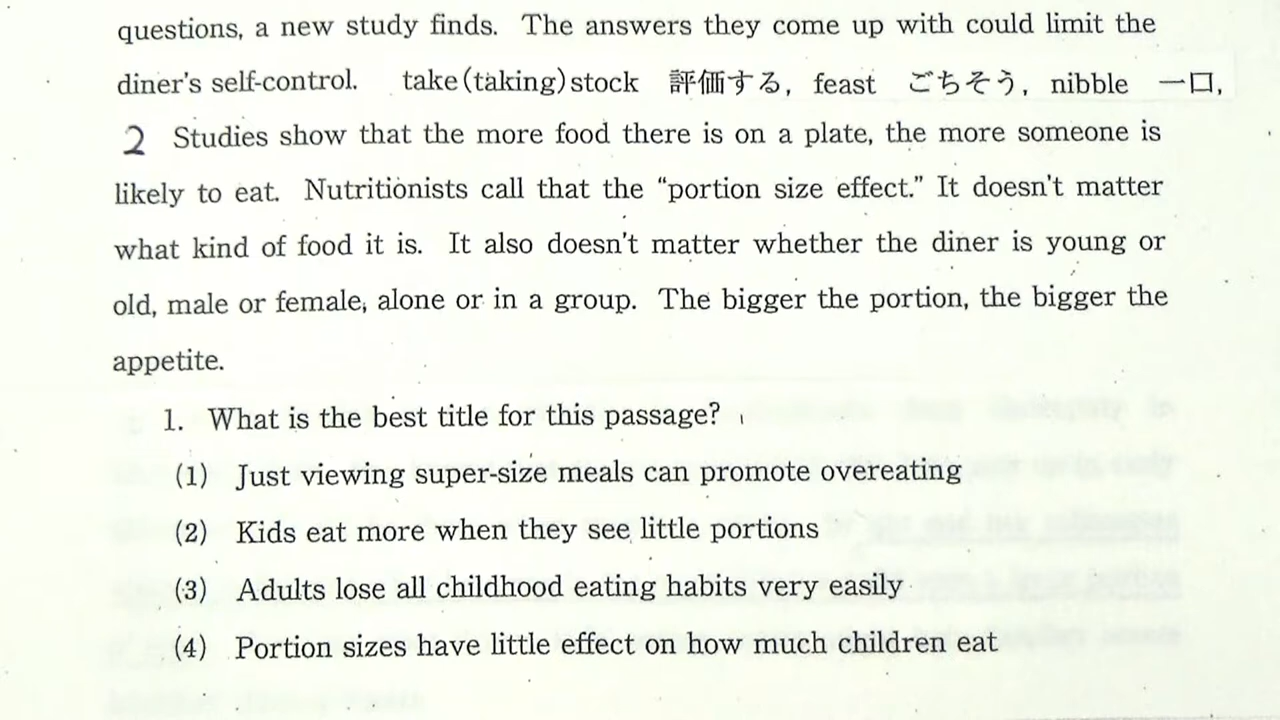 questions, a new study finds. The answers they come up with could limit the
diner's self-control. take(taking)stock 評価する, feast ごちそう, nibble 一口,
2 Studies show that the more food there is on a plate, the more someone is
likely to eat. Nutritionists call that the “portion size effect.” It doesn't matter
what kind of food it is. It also doesn't matter whether the diner is young or
old, male or female, alone or in a group. The bigger the portion, the bigger the
appetite.
1. What is the best title for this passage?
(1) Just viewing super-size meals can promote overeating
(2) Kids eat more when they see little portions
(3) Adults lose all childhood eating habits very easily
(4) Portion sizes have little effect on how much children eat